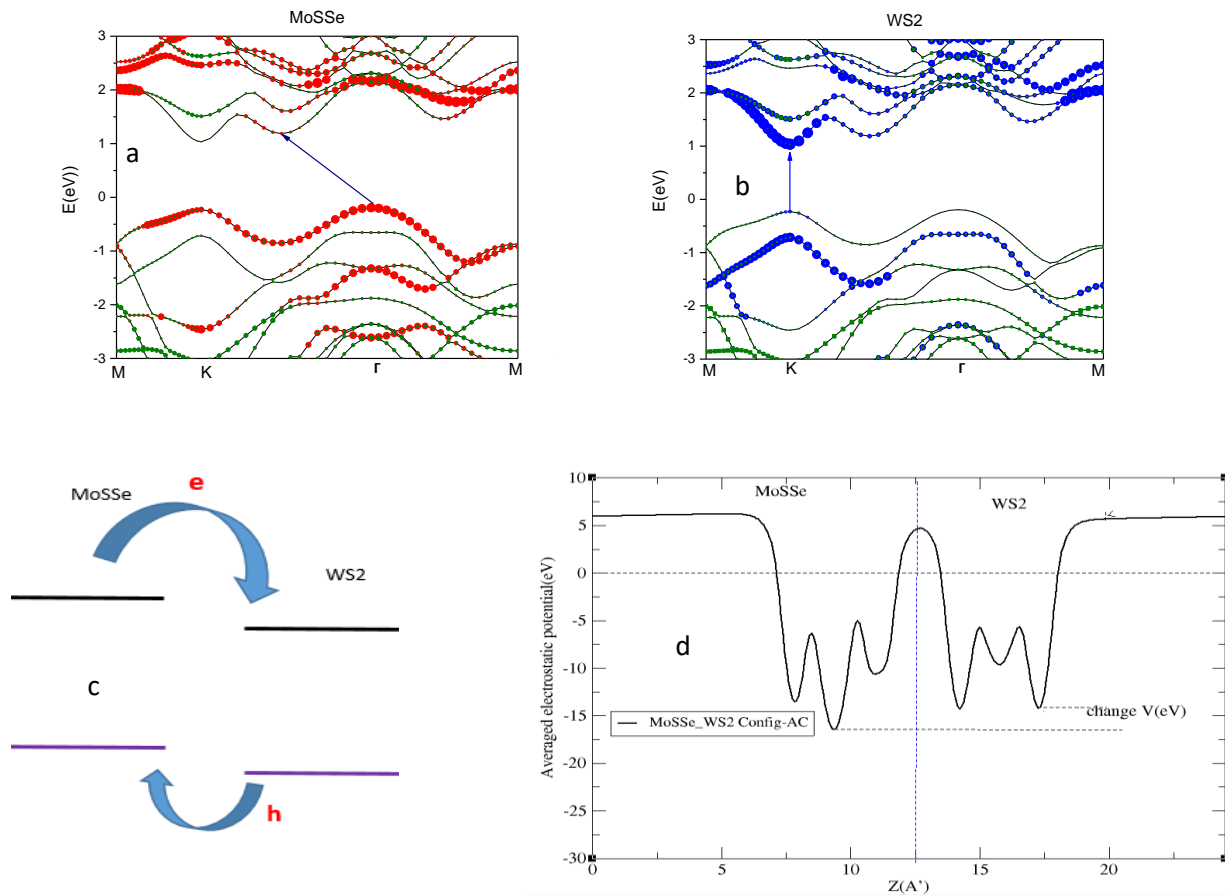 MoSSe
3
2
1
0
-1
-2
-3
E(eV))
a
M
K
Γ
M
WS2
3
2
1
0
-1
2
-3
E(eV)
b
M
K
Γ
M
e
MoSSe
WS2
c
h
10
5
0
-5
-10
-15
-20
-25
-30
Averaged electrostatic potential(eV)
MoSSe
WS2
d
change V(eV)
MoSSe_WS2 Config-AC
0
5
10
15
20
Z(A')